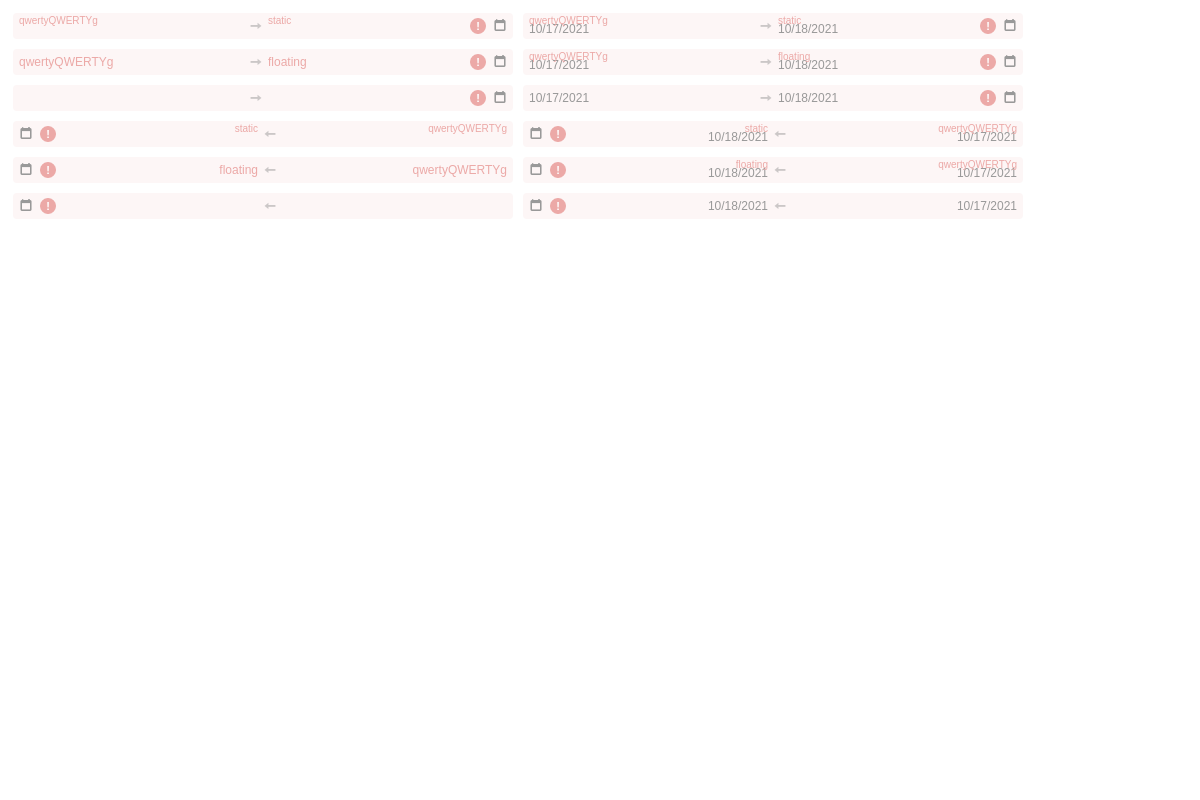 qwertyQWERTYg → static ! qwertyQWERTYg 10/17/2021 → static 10/18/2021 !
qwertyQWERTYg → floating ! qwertyQWERTYg 10/17/2021 → floating 10/18/2021 !
→ ! 10/17/2021 → 10/18/2021 !
! static ← qwertyQWERTYg ! static 10/18/2021 ← qwertyQWERTYg 10/17/2021
! floating ← qwertyQWERTYg ! floating 10/18/2021 ← qwertyQWERTYg 10/17/2021
! ← ! 10/18/2021 ← 10/17/2021